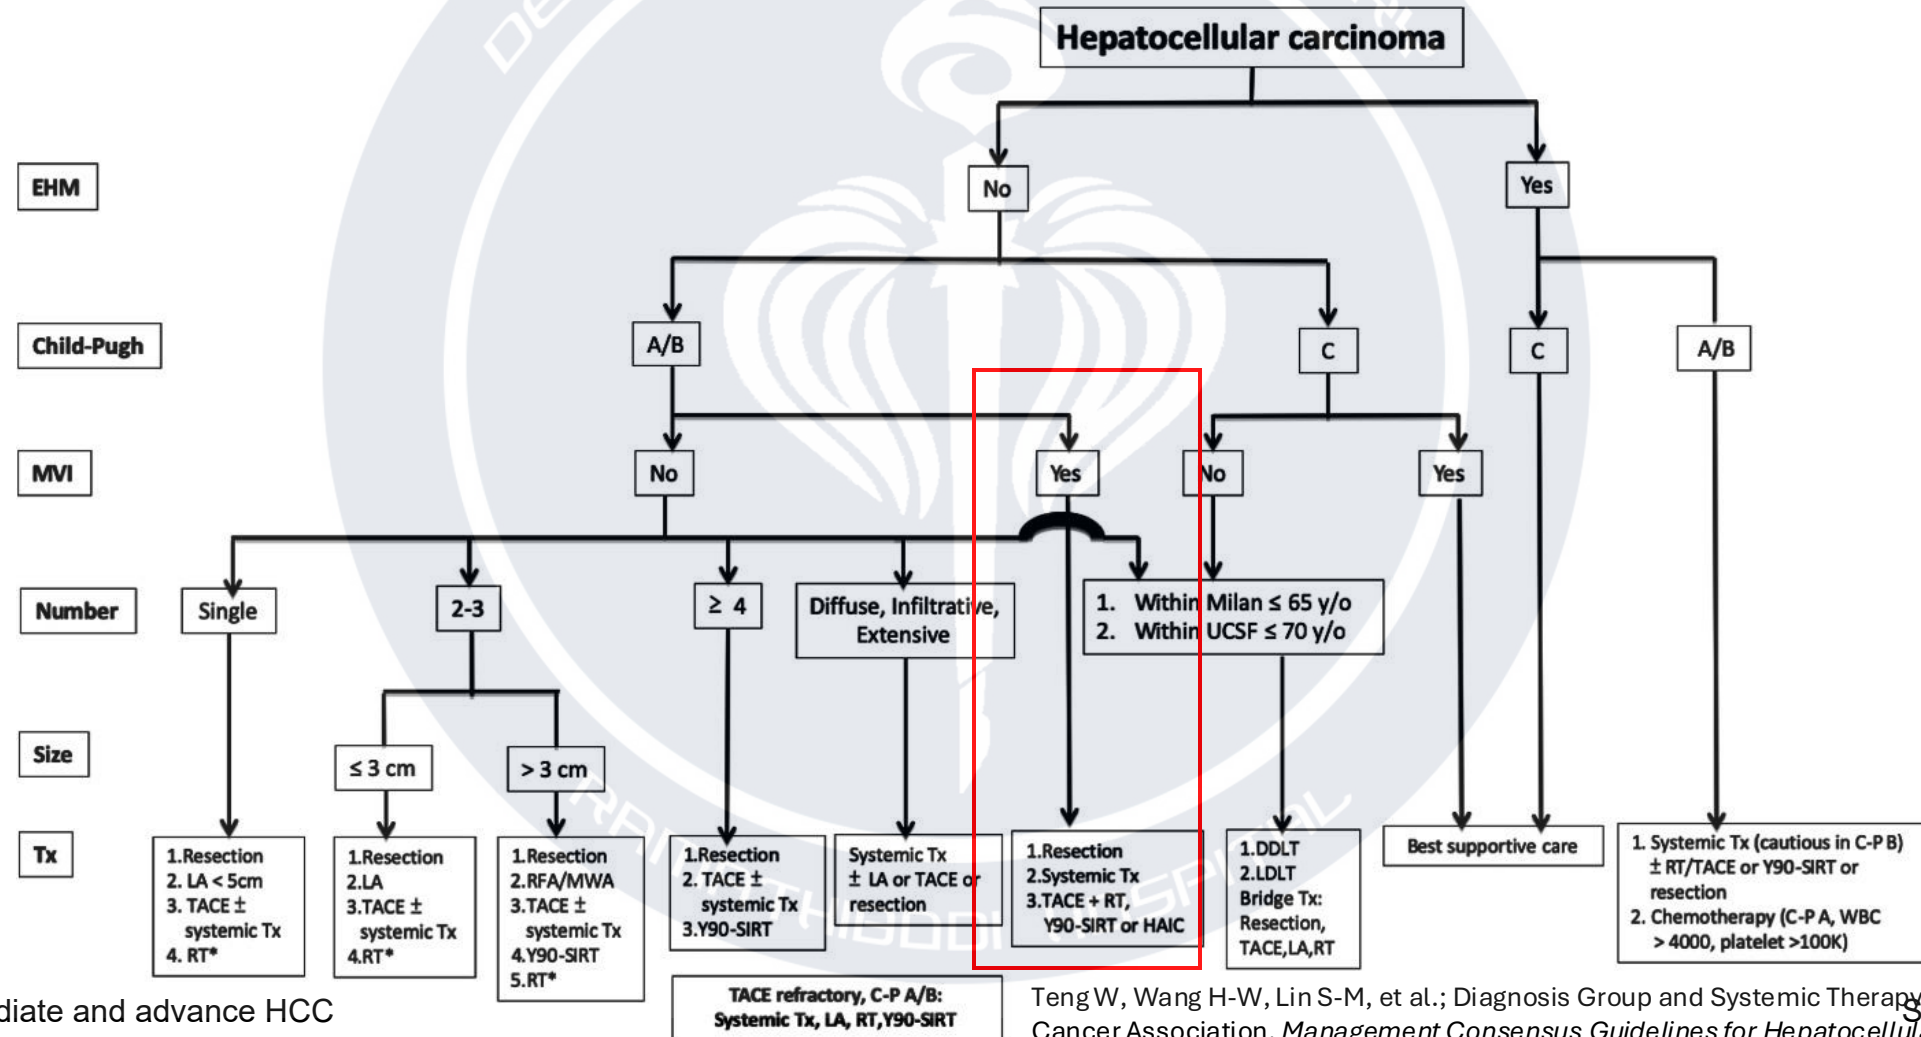 Hepatocellular carcinoma
EHM
No
Yes
Child-Pugh
A/B
C
C
A/B
MVI
No
Yes
No
Yes
Number
Single
2-3
≥ 4
Diffuse, Infiltrative,
Extensive
1. Within Milan ≤ 65 y/o
2. Within UCSF ≤ 70 y/o
Size
≤ 3 cm
> 3 cm
Tx
1.Resection
2. LA < 5cm
3. TACE ±
systemic Tx
4. RT*
1.Resection
2.LA
3.TACE ±
systemic Tx
4.RT*
1.Resection
2.RFA/MWA
3.TACE ±
systemic Tx
4.Y90-SIRT
5.RT*
1.Resection
2. TACE ±
systemic Tx
3.Y90-SIRT
Systemic Tx
± LA or TACE or
resection
1.Resection
2.Systemic Tx
3.TACE + RT,
Y90-SIRT or HAIC
1.DDLT
2.LDLT
Bridge Tx:
Resection,
TACE,LA,RT
Best supportive care
1. Systemic Tx (cautious in C-P B)
± RT/TACE or Y90-SIRT or
resection
2. Chemotherapy (C-P A, WBC
> 4000, platelet >100K)
TACE refractory, C-P A/B:
Systemic Tx, LA, RT,Y90-SIRT
diate and advance HCC
Teng W, Wang H-W, Lin S-M, et al.; Diagnosis Group and Systemic Therapy
Cancer Association. Management Consensus Guidelines for Hepatocellul
RAMATHIBODI HOSPITAL